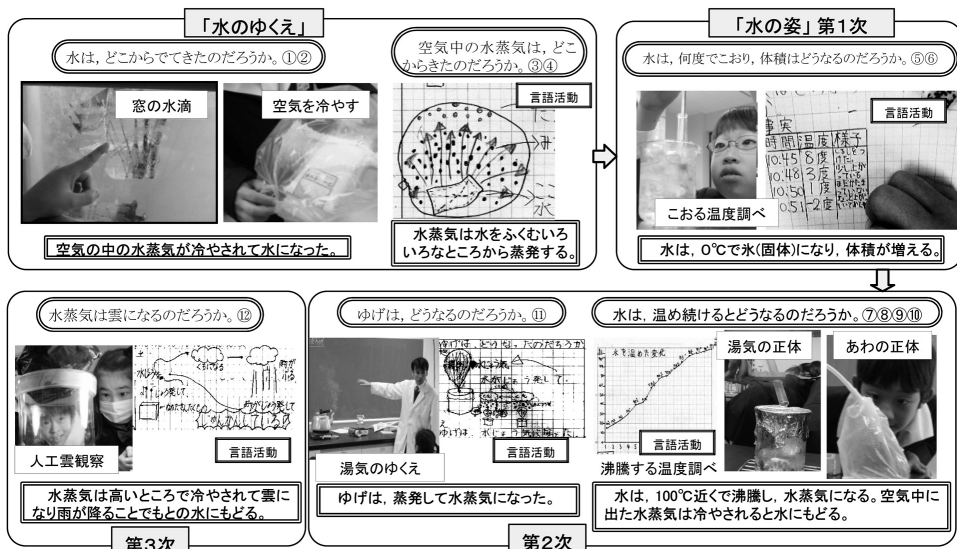 「水のゆくえ」
水は，どこからでてきたのだろうか。①②
窓の水滴
空気を冷やす
空気の中の水蒸気が冷やされて水になった。
空気中の水蒸気は，どこ
からきたのだろうか。③④
言語活動
水
水蒸気は水をふくむいろ
いろなところから蒸発する。
「水の姿」第1次
水は，何度でこおり，体積はどうなるのだろうか。⑤⑥
こおる温度調べ
言語活動
事実
時間 温度 様子
10:45 8度
10:48 3度
10:50 1度
10:51 -2度
水は，0℃で氷(固体)になり，体積が増える。
水は，温め続けるとどうなるのだろうか。⑦⑧⑨⑩
水を温めた変化
言語活動
沸騰する温度調べ
湯気の正体
あわの正体
水は，100℃近くで沸騰し，水蒸気になる。空気中に
出た水蒸気は冷やされると水にもどる。
ゆげは，どうなるのだろうか。⑪
湯気のゆくえ
言語活動
ゆげは，蒸発して水蒸気になった。
第2次
水蒸気は雲になるのだろうか。⑫
人工雲観察
言語活動
水蒸気は高いところで冷やされて雲に
なり雨が降ることでもとの水にもどる。
第3次